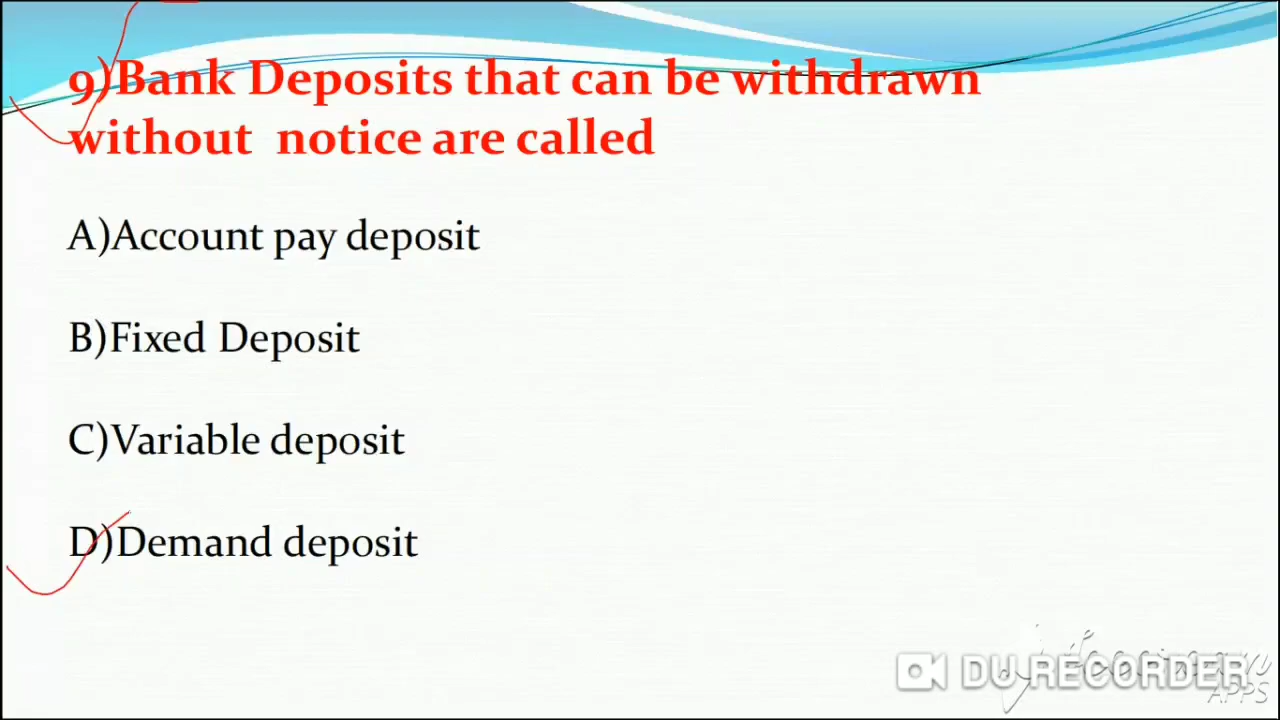 9)Bank Deposits that can be withdrawn
without notice are called
A)Account pay deposit
B)Fixed Deposit
C)Variable deposit
D)Demand deposit
DU RECORDER
APPS